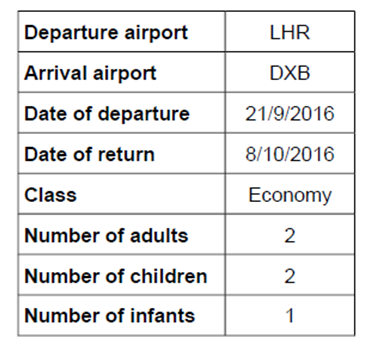 Departure airport LHR
Arrival airport DXB
Date of departure 21/9/2016
Date of return 8/10/2016
Class Economy
Number of adults 2
Number of children 2
Number of infants 1